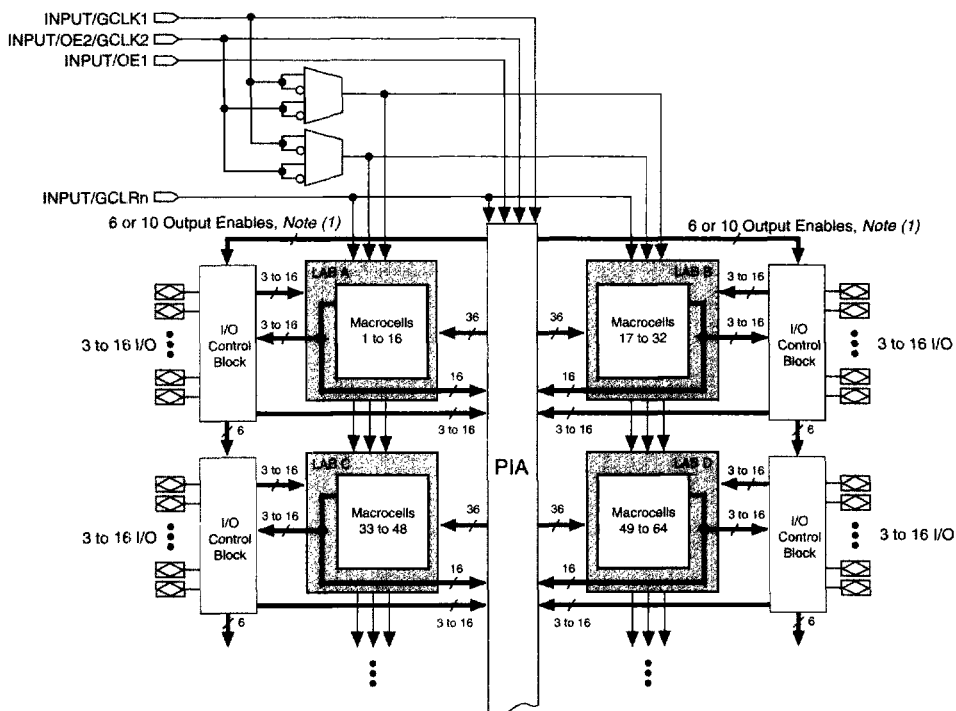 INPUT/GCLK1
INPUT/OE2/GCLK2
INPUT/OE1
INPUT/GCLRn
6 or 10 Output Enables, Note (1)
6 or 10 Output Enables, Note (1)
LAB A
LAB B
3 to 16
3 to 16
36
36
Macrocells
1 to 16
Macrocells
17 to 32
3 to 16 I/O
I/O
Control
Block
3 to 16
3 to 16
I/O
Control
Block
3 to 16 I/O
16
16
3 to 16
3 to 16
6
6
PIA
LAB C
LAB D
3 to 16
3 to 16
36
36
Macrocells
33 to 48
Macrocells
49 to 64
3 to 16 I/O
I/O
Control
Block
3 to 16
3 to 16
I/O
Control
Block
3 to 16 I/O
16
16
3 to 16
3 to 16
6
6